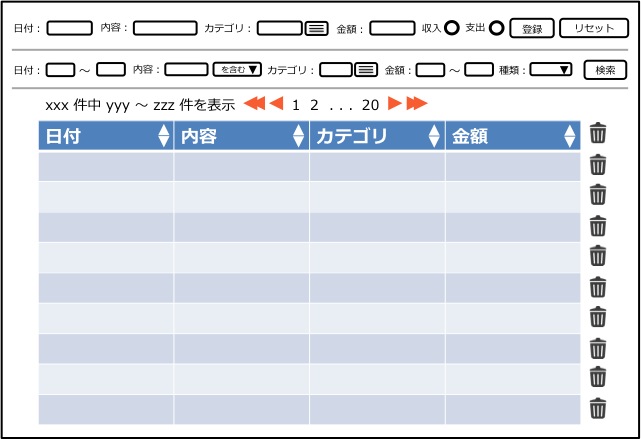 日付： 内容： カテゴリ： 金額： 収入 支出 登録 リセット
日付： ～ 内容： を含む▼ カテゴリ： 金額： ～ 種類： ▼ 検索
xxx 件中 yyy ～ zzz 件を表示 1 2 ... 20
日付 内容 カテゴリ 金額